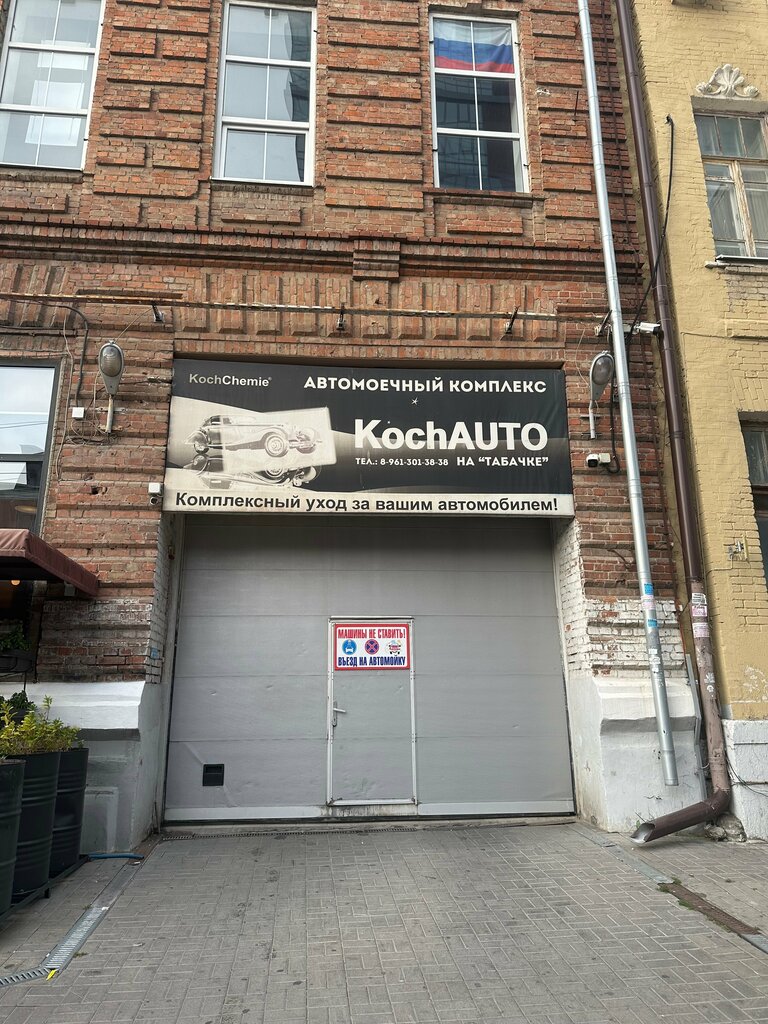 KochChemie®
АВТОМОЕЧНЫЙ КОМПЛЕКС
KochAUTO
ТЕЛ.: 8-961-301-38-38 НА "ТАБАЧКЕ"
Комплексный уход за вашим автомобилем!
МАШИНЫ НЕ СТАВИТЬ!
ВЪЕЗД НА АВТОМОЙКУ